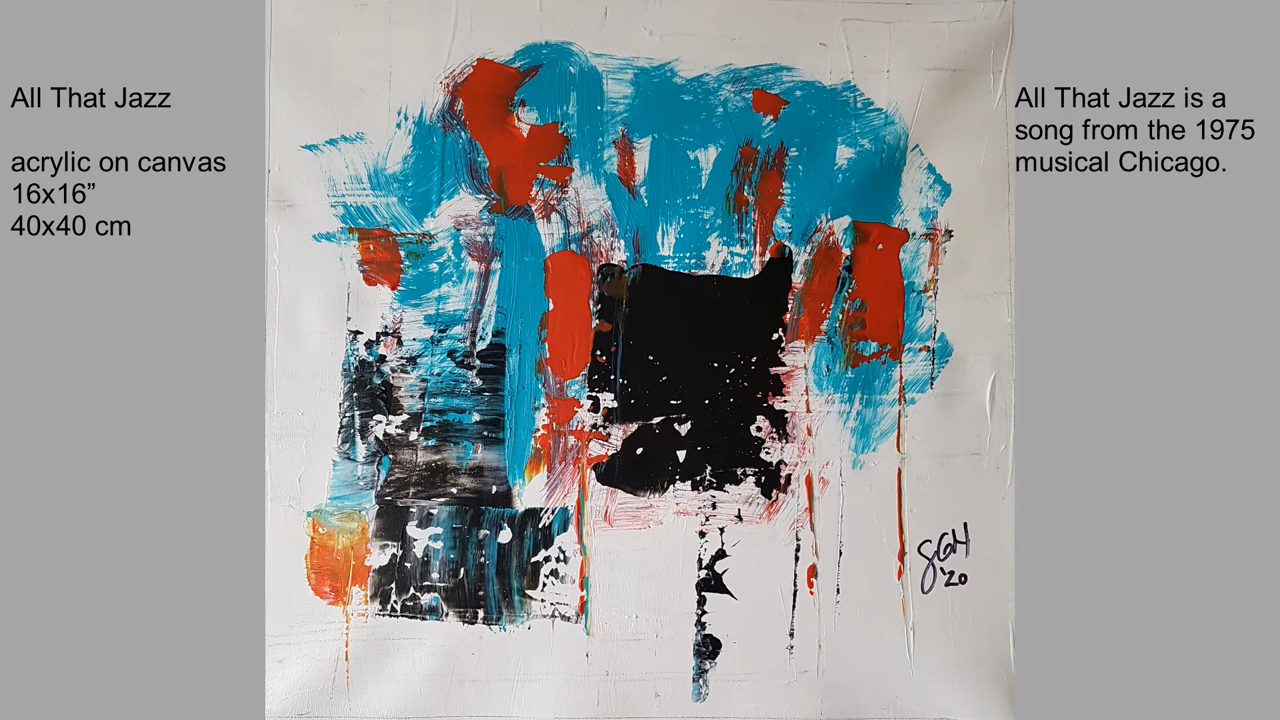 All That Jazz
acrylic on canvas
16x16”
40x40 cm
All That Jazz is a
song from the 1975
musical Chicago.
SGH
'20